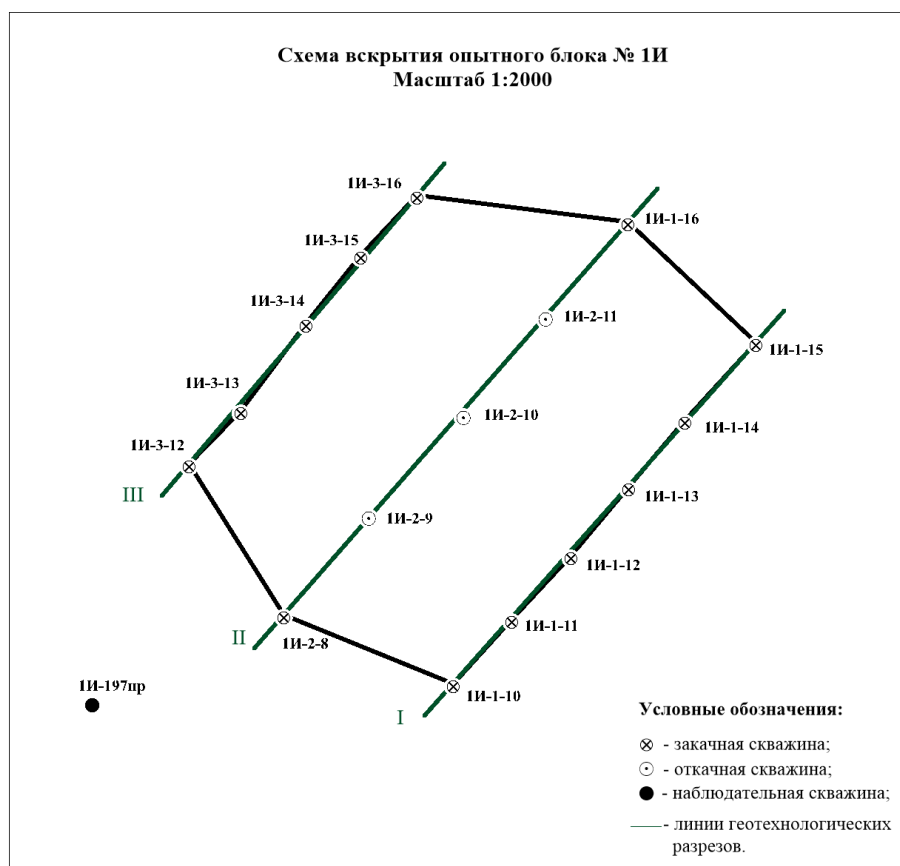 Схема вскрытия опытного блока № 1И
Масштаб 1:2000
1И-3-16
1И-1-16
1И-3-15
1И-3-14
1И-2-11
1И-1-15
1И-3-13
1И-2-10
1И-1-14
1И-3-12
III
1И-1-13
1И-2-9
1И-1-12
1И-1-11
II
1И-2-8
1И-197пр
1И-1-10
I
Условные обозначения:
- закачная скважина;
- откачная скважина;
- наблюдательная скважина;
- линии геотехнологических
разрезов.